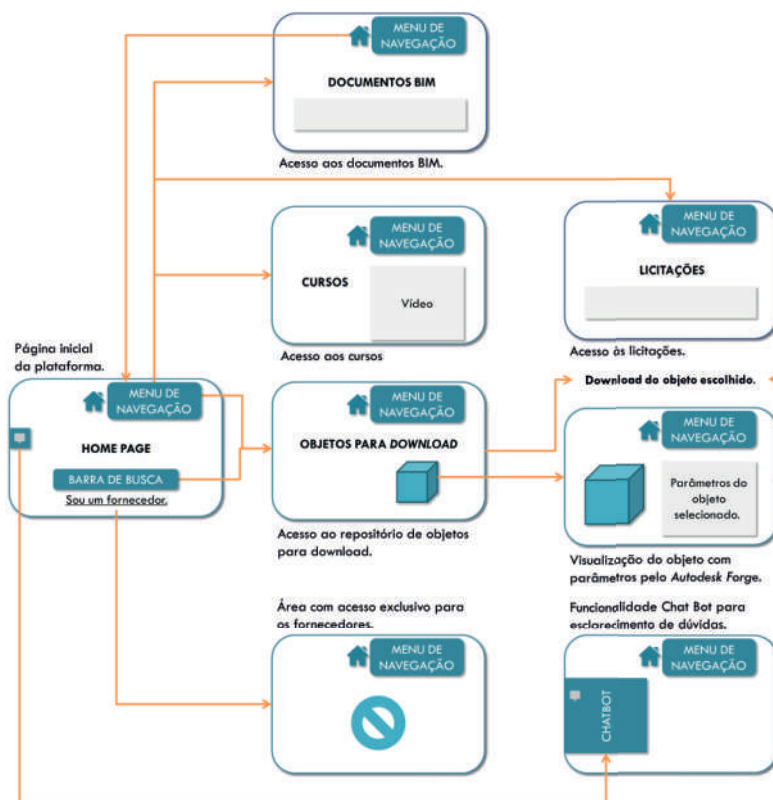 MENU DE
NAVEGAÇÃO
DOCUMENTOS BIM
Acesso aos documentos BIM.
MENU DE
NAVEGAÇÃO
CURSOS
Vídeo
Acesso aos cursos
MENU DE
NAVEGAÇÃO
LICITAÇÕES
Acesso às licitações.
Página inicial
da plataforma.
MENU DE
NAVEGAÇÃO
HOME PAGE
BARRA DE BUSCA
Sou um fornecedor.
MENU DE
NAVEGAÇÃO
OBJETOS PARA DOWNLOAD
Acesso ao repositório de objetos
para download.
Download do objeto escolhido.
MENU DE
NAVEGAÇÃO
Parâmetros do
objeto
selecionado.
Visualização do objeto com
parâmetros pelo Autodesk Forge.
Área com acesso exclusivo para
os fornecedores.
MENU DE
NAVEGAÇÃO
Funcionalidade Chat Bot para
esclarecimento de dúvidas.
MENU DE
NAVEGAÇÃO
CHATBOT